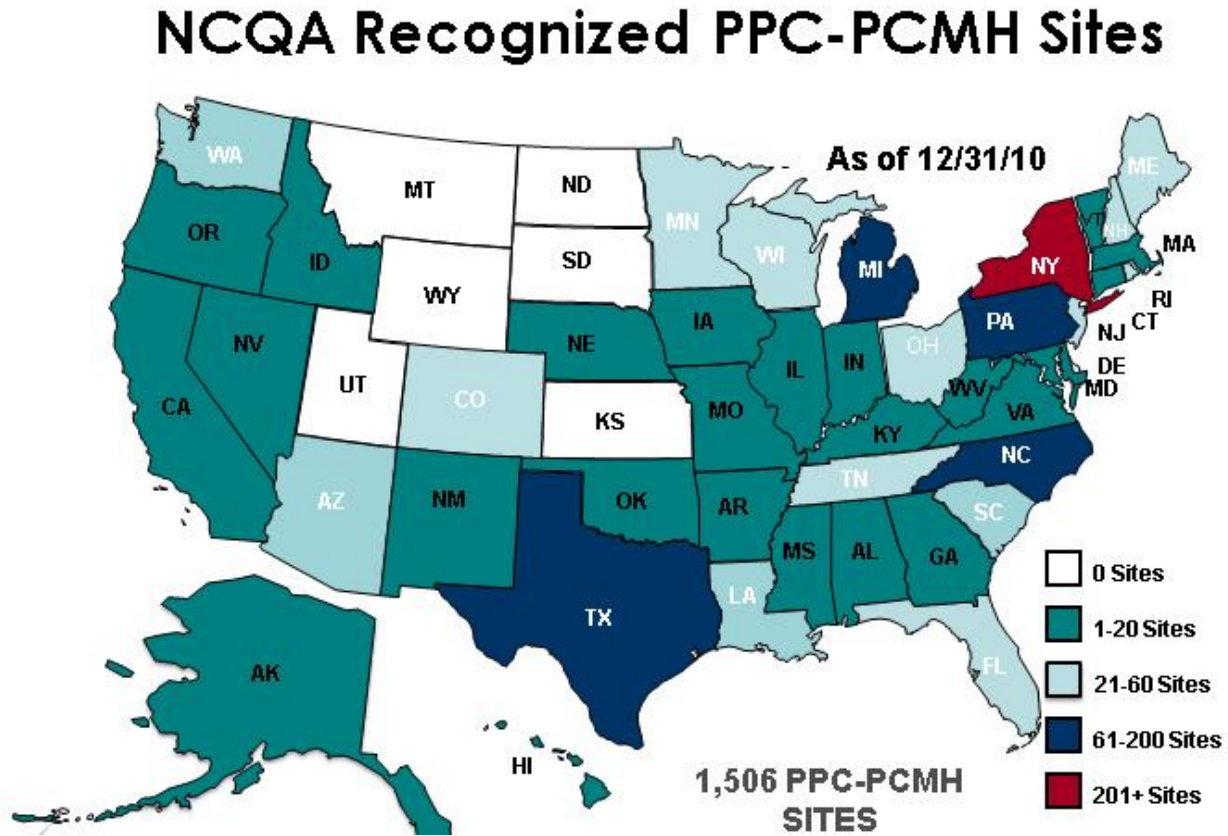 NCQA Recognized PPC-PCMH Sites
As of 12/31/10
WA
MT
ND
MN
ME
OR
ID
SD
WI
MI
VT
NH
NY
MA
WY
RI
CT
NV
NE
IA
PA
NJ
UT
CO
IL
IN
OH
DE
MD
CA
KS
MO
WV
VA
KY
NC
AZ
NM
OK
AR
TN
SC
MS
AL
GA
TX
LA
FL
AK
HI
0 Sites
1-20 Sites
21-60 Sites
61-200 Sites
201+ Sites
1,506 PPC-PCMH
SITES